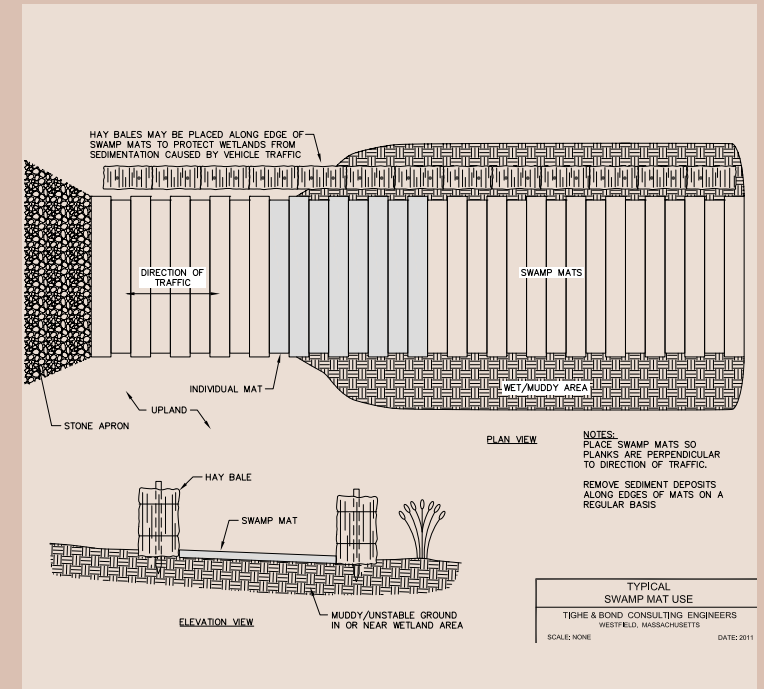 HAY BALES MAY BE PLACED ALONG EDGE OF
SWAMP MATS TO PROTECT WETLANDS FROM
SEDIMENTATION CAUSED BY VEHICLE TRAFFIC
DIRECTION OF
TRAFFIC
SWAMP MATS
INDIVIDUAL MAT
WET/MUDDY AREA
UPLAND
STONE APRON
PLAN VIEW
NOTES:
PLACE SWAMP MATS SO
PLANKS ARE PERPENDICULAR
TO DIRECTION OF TRAFFIC.
REMOVE SEDIMENT DEPOSITS
ALONG EDGES OF MATS ON A
REGULAR BASIS
HAY BALE
SWAMP MAT
MUDDY/UNSTABLE GROUND
IN OR NEAR WETLAND AREA
ELEVATION VIEW
TYPICAL
SWAMP MAT USE
TIGHE & BOND CONSULTING ENGINEERS
WESTFIELD, MASSACHUSETTS
SCALE: NONE
DATE: 2011